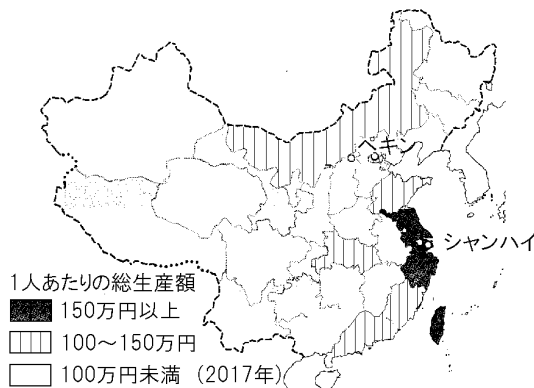 ペキン
シャンハイ
1人あたりの総生産額
150万円以上
100〜150万円
100万円未満 (2017年)